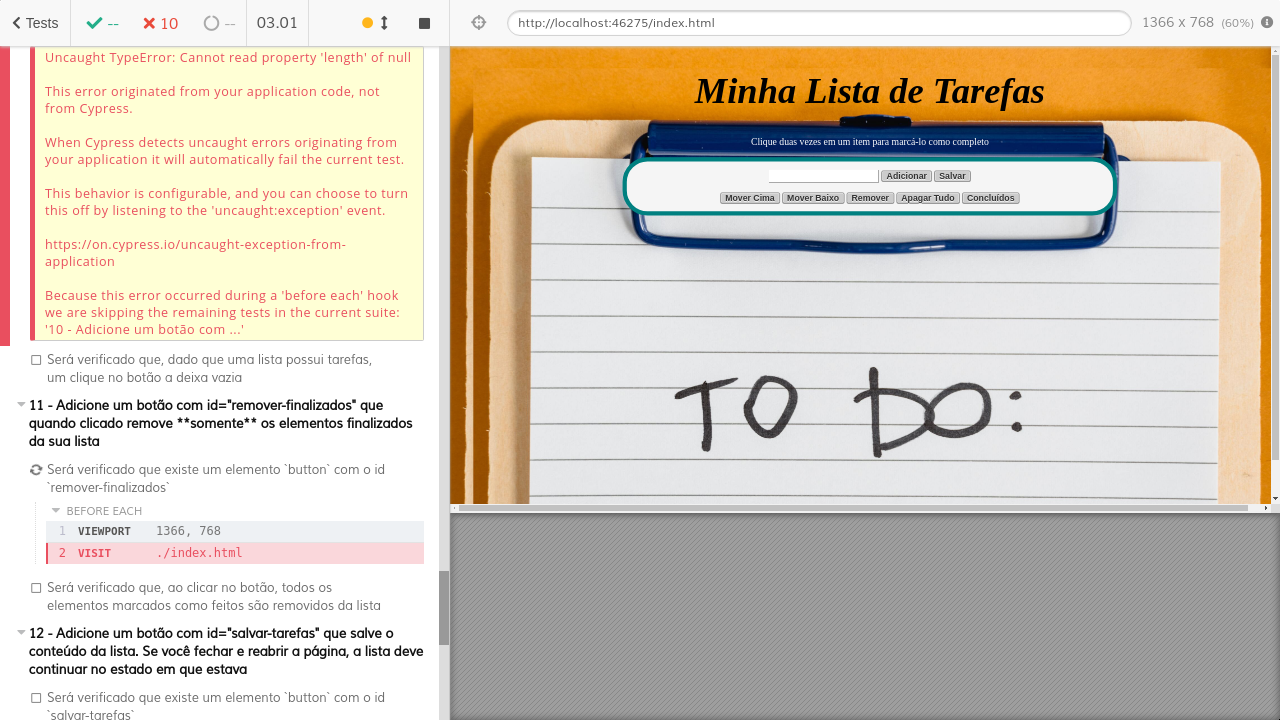 Tests
--
10
--
03.01
http://localhost:46275/index.html
1366 x 768 (60%)
Uncaught TypeError: Cannot read property 'length' of null
This error originated from your application code, not
from Cypress.
When Cypress detects uncaught errors originating from
your application it will automatically fail the current test.
This behavior is configurable, and you can choose to turn
this off by listening to the 'uncaught:exception' event.
https://on.cypress.io/uncaught-exception-from-
application
Because this error occurred during a 'before each' hook
we are skipping the remaining tests in the current suite:
'10 - Adicione um botão com ...'
Será verificado que, dado que uma lista possui tarefas,
um clique no botão a deixa vazia
11 - Adicione um botão com id="remover-finalizados" que
quando clicado remove **somente** os elementos finalizados
da sua lista
Será verificado que existe um elemento `button` com o id
`remover-finalizados`
BEFORE EACH
1 VIEWPORT 1366, 768
2 VISIT ./index.html
Será verificado que, ao clicar no botão, todos os
elementos marcados como feitos são removidos da lista
12 - Adicione um botão com id="salvar-tarefas" que salve o
conteúdo da lista. Se você fechar e reabrir a página, a lista deve
continuar no estado em que estava
Será verificado que existe um elemento `button` com o id
`salvar-tarefas`
Minha Lista de Tarefas
Clique duas vezes em um item para marcá-lo como completo
Adicionar Salvar
Mover Cima Mover Baixo Remover Apagar Tudo Concluídos
TO DO: